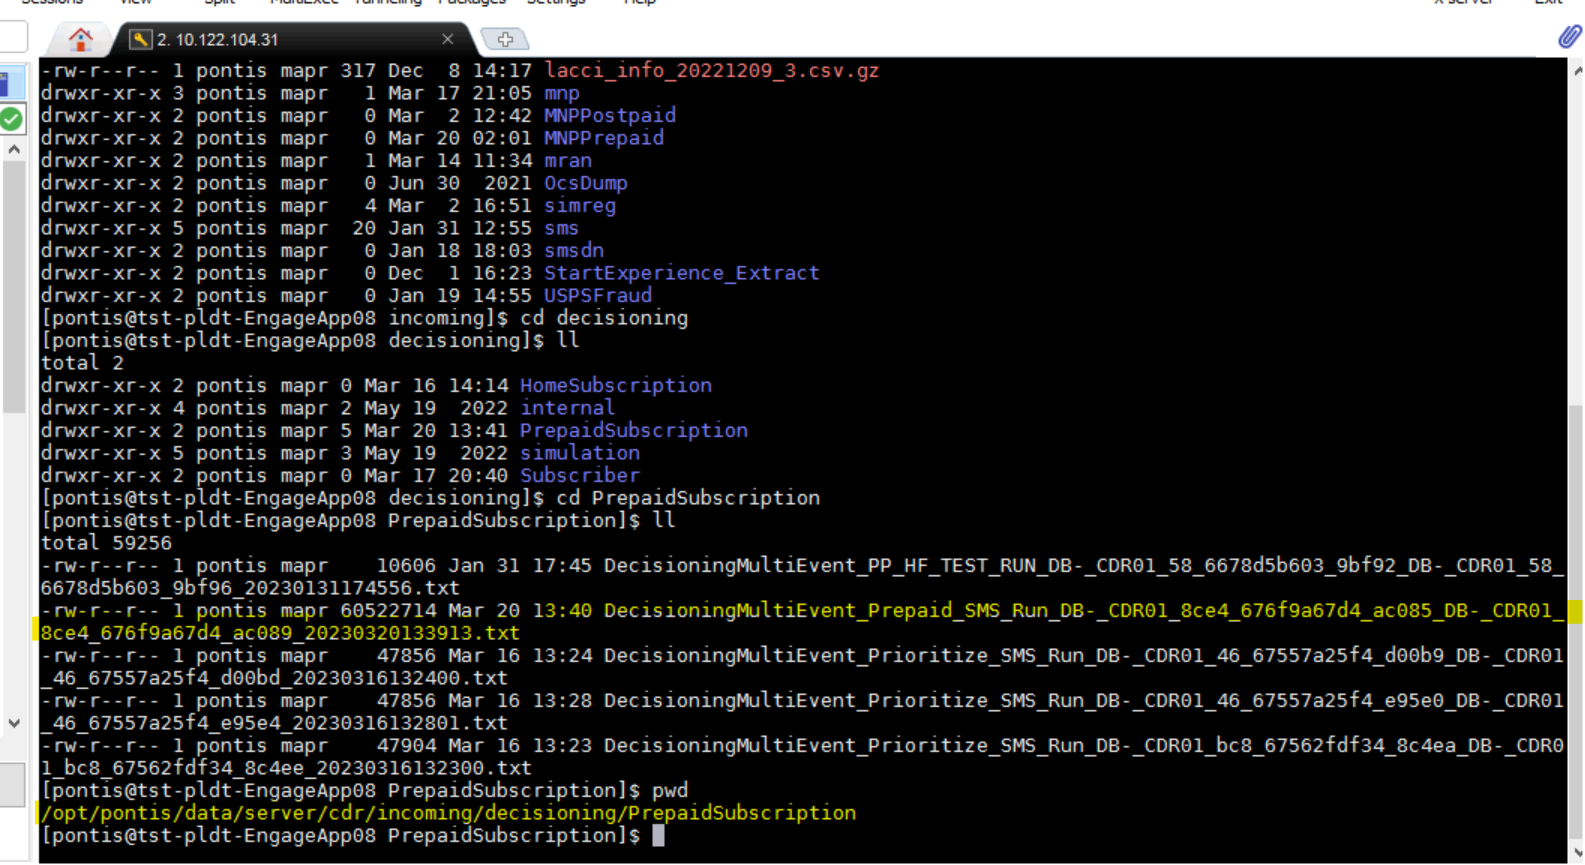 Sessions View Split MultiExec Tunneling Packages Settings Help X server Exit
2. 10.122.104.31
-rw-r--r-- 1 pontis mapr 317 Dec  8 14:17 lacci_info_20221209_3.csv.gz
drwxr-xr-x 3 pontis mapr   1 Mar 17 21:05 mnp
drwxr-xr-x 2 pontis mapr   0 Mar  2 12:42 MNPPostpaid
drwxr-xr-x 2 pontis mapr   0 Mar 20 02:01 MNPPrepaid
drwxr-xr-x 2 pontis mapr   1 Mar 14 11:34 mran
drwxr-xr-x 2 pontis mapr   0 Jun 30  2021 OcsDump
drwxr-xr-x 2 pontis mapr   4 Mar  2 16:51 simreg
drwxr-xr-x 5 pontis mapr  20 Jan 31 12:55 sms
drwxr-xr-x 2 pontis mapr   0 Jan 18 18:03 smsdn
drwxr-xr-x 2 pontis mapr   0 Dec  1 16:23 StartExperience_Extract
drwxr-xr-x 2 pontis mapr   0 Jan 19 14:55 USPSFraud
[pontis@tst-pldt-EngageApp08 incoming]$ cd decisioning
[pontis@tst-pldt-EngageApp08 decisioning]$ ll
total 2
drwxr-xr-x 2 pontis mapr 0 Mar 16 14:14 HomeSubscription
drwxr-xr-x 4 pontis mapr 2 May 19  2022 internal
drwxr-xr-x 2 pontis mapr 5 Mar 20 13:41 PrepaidSubscription
drwxr-xr-x 5 pontis mapr 3 May 19  2022 simulation
drwxr-xr-x 2 pontis mapr 0 Mar 17 20:40 Subscriber
[pontis@tst-pldt-EngageApp08 decisioning]$ cd PrepaidSubscription
[pontis@tst-pldt-EngageApp08 PrepaidSubscription]$ ll
total 59256
-rw-r--r-- 1 pontis mapr    10606 Jan 31 17:45 DecisioningMultiEvent_PP_HF_TEST_RUN_DB-_CDR01_58_6678d5b603_9bf92_DB-_CDR01_58_
6678d5b603_9bf96_20230131174556.txt
-rw-r--r-- 1 pontis mapr 60522714 Mar 20 13:40 DecisioningMultiEvent_Prepaid_SMS_Run_DB-_CDR01_8ce4_676f9a67d4_ac085_DB-_CDR01_
8ce4_676f9a67d4_ac089_20230320133913.txt
-rw-r--r-- 1 pontis mapr    47856 Mar 16 13:24 DecisioningMultiEvent_Prioritize_SMS_Run_DB-_CDR01_46_67557a25f4_d00b9_DB-_CDR01
_46_67557a25f4_d00bd_20230316132400.txt
-rw-r--r-- 1 pontis mapr    47856 Mar 16 13:28 DecisioningMultiEvent_Prioritize_SMS_Run_DB-_CDR01_46_67557a25f4_e95e0_DB-_CDR01
_46_67557a25f4_e95e4_20230316132801.txt
-rw-r--r-- 1 pontis mapr    47904 Mar 16 13:23 DecisioningMultiEvent_Prioritize_SMS_Run_DB-_CDR01_bc8_67562fdf34_8c4ea_DB-_CDR0
1_bc8_67562fdf34_8c4ee_20230316132300.txt
[pontis@tst-pldt-EngageApp08 PrepaidSubscription]$ pwd
/opt/pontis/data/server/cdr/incoming/decisioning/PrepaidSubscription
[pontis@tst-pldt-EngageApp08 PrepaidSubscription]$